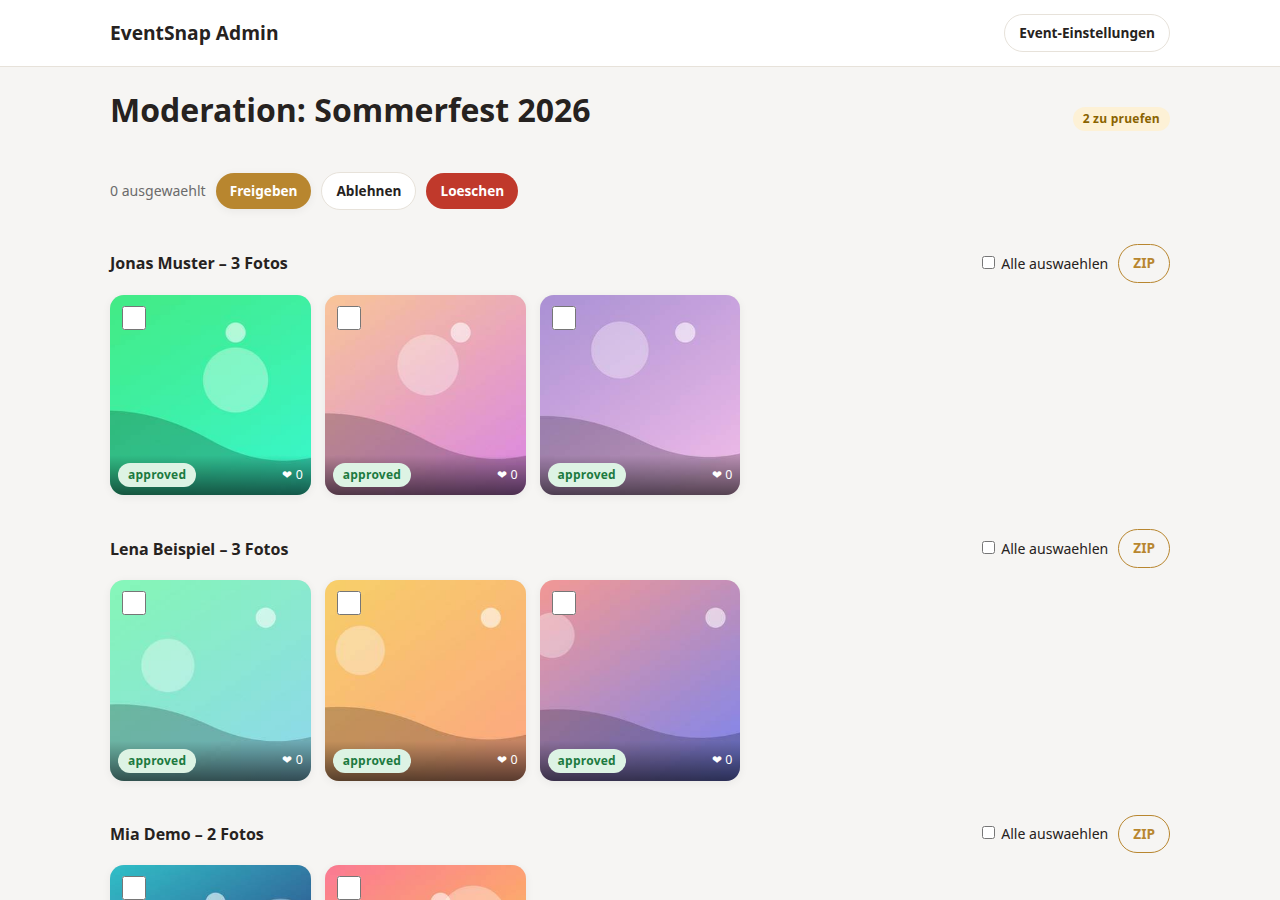 EventSnap Admin
Event-Einstellungen
Moderation: Sommerfest 2026
2 zu pruefen
0 ausgewaehlt
Freigeben
Ablehnen
Loeschen
Jonas Muster – 3 Fotos
Alle auswaehlen
ZIP
approved
❤ 0
approved
❤ 0
approved
❤ 0
Lena Beispiel – 3 Fotos
Alle auswaehlen
ZIP
approved
❤ 0
approved
❤ 0
approved
❤ 0
Mia Demo – 2 Fotos
Alle auswaehlen
ZIP